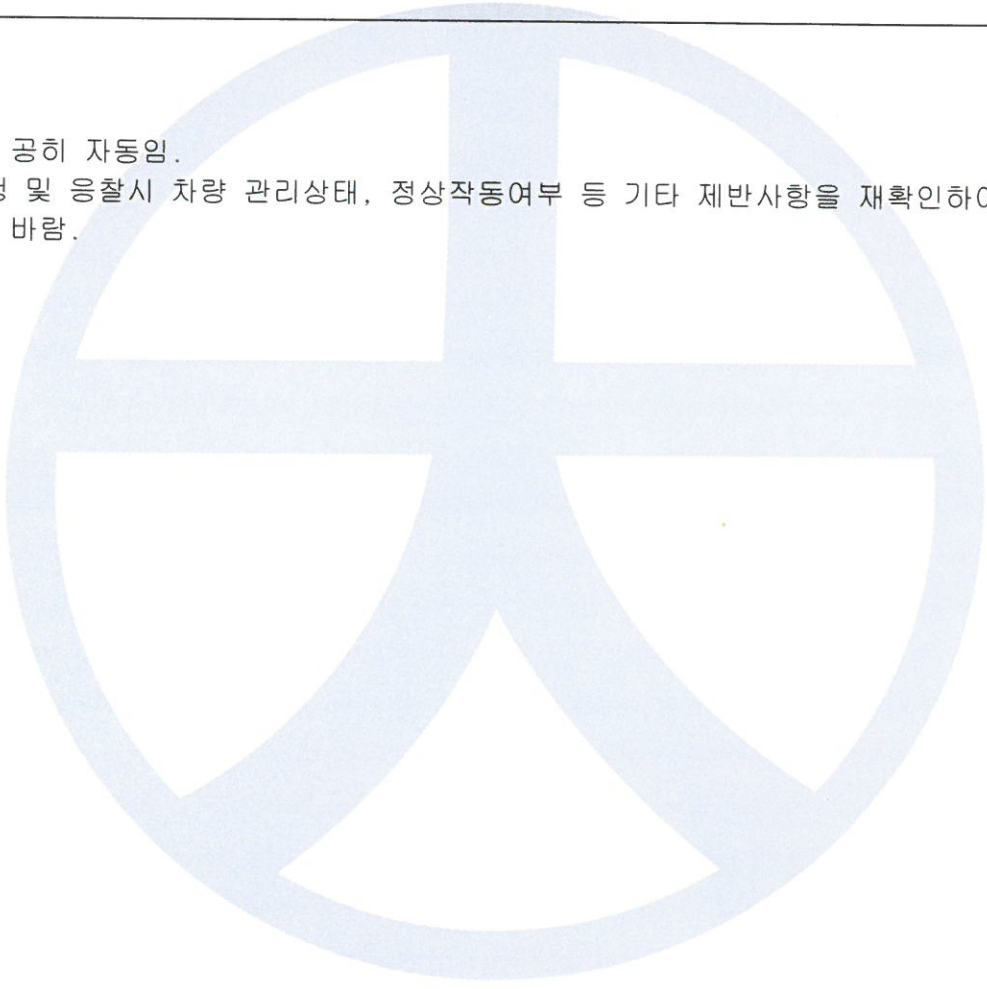 공히 자동임.
및 응찰시 차량 관리상태, 정상작동여부 등 기타 제반사항을 재확인하여
바람.